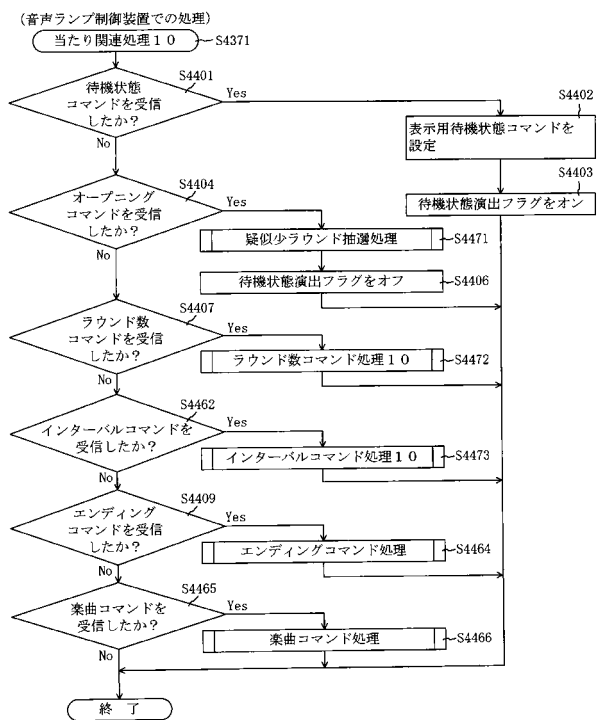 (音声ランプ制御装置での処理)
当たり関連処理10
S4371
S4401
待機状態
コマンドを受信
したか?
Yes
No
S4402
表示用待機状態コマンドを
設定
S4403
待機状態演出フラグをオン
S4404
オープニング
コマンドを受信
したか?
Yes
No
疑似少ラウンド抽選処理
S4471
待機状態演出フラグをオフ
S4406
S4407
ラウンド数
コマンドを受信
したか?
Yes
No
ラウンド数コマンド処理10
S4472
S4462
インターバルコマンドを
受信したか?
Yes
No
インターバルコマンド処理10
S4473
S4409
エンディング
コマンドを受信
したか?
Yes
No
エンディングコマンド処理
S4464
S4465
楽曲コマンドを
受信したか?
Yes
No
楽曲コマンド処理
S4466
終 了